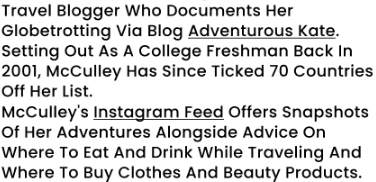 Travel Blogger Who Documents Her
Globetrotting Via Blog Adventurous Kate.
Setting Out As A College Freshman Back In
2001, McCulley Has Since Ticked 70 Countries
Off Her List.
McCulley's Instagram Feed Offers Snapshots
Of Her Adventures Alongside Advice On
Where To Eat And Drink While Traveling And
Where To Buy Clothes And Beauty Products.